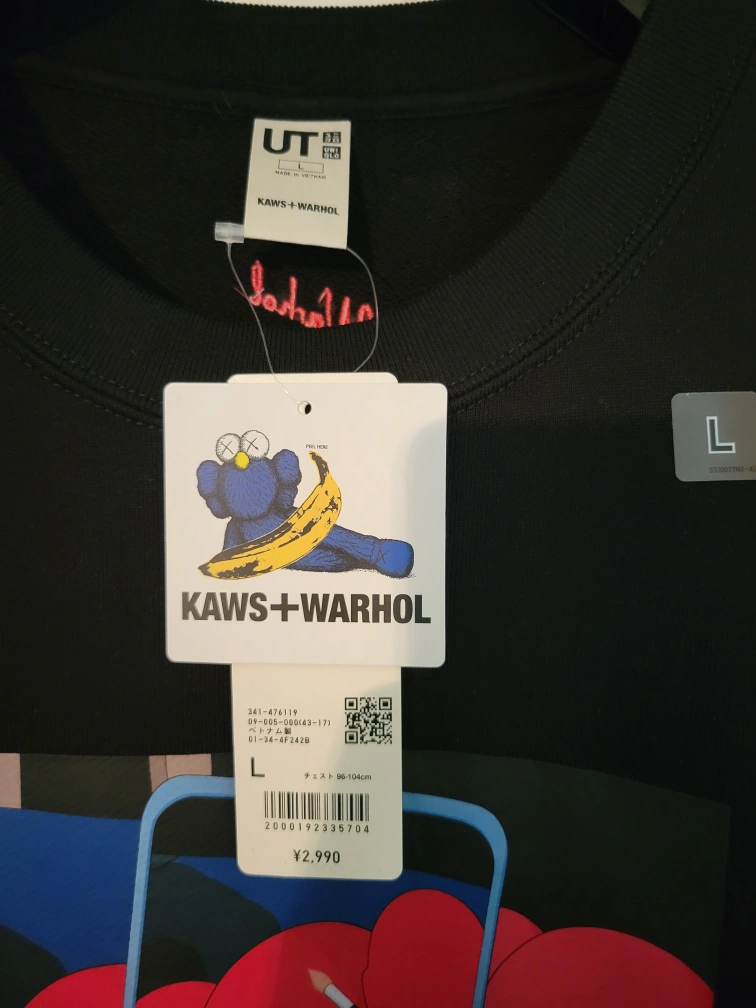 UT
UNI
QLO
L
MADE IN VIETNAM
KAWS+WARHOL
PEEL HERE
KAWS+WARHOL
L
341-476119
09-005-000(43-17)
ベトナム製
01-34-4F242B
L
チェスト 96-104cm
2000192335704
¥2,990